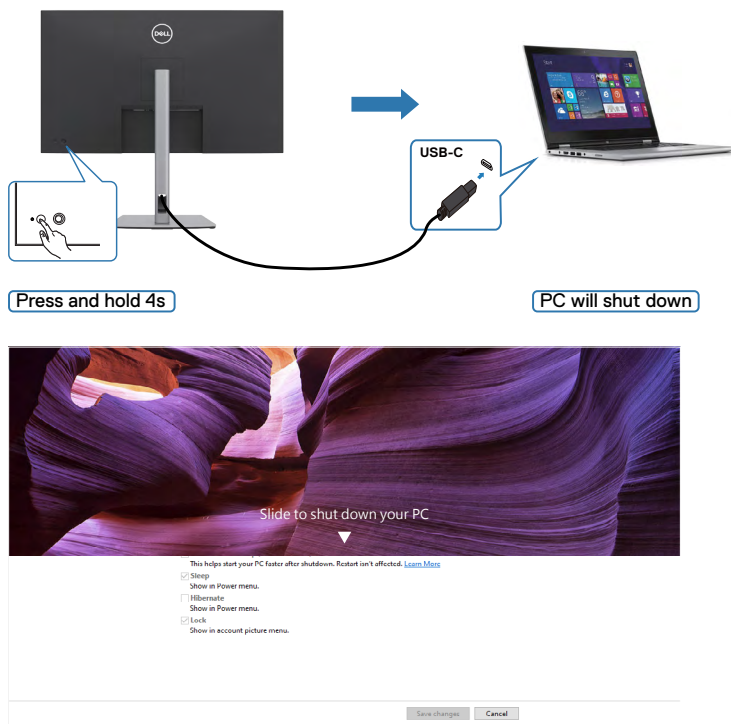 DELL
USB-C
Start
Press and hold 4s
PC will shut down
Slide to shut down your PC
This helps start your PC faster after shutdown. Restart isn't affected. Learn More
Sleep
Show in Power menu.
Hibernate
Show in Power menu.
Lock
Show in account picture menu.
Save changes
Cancel